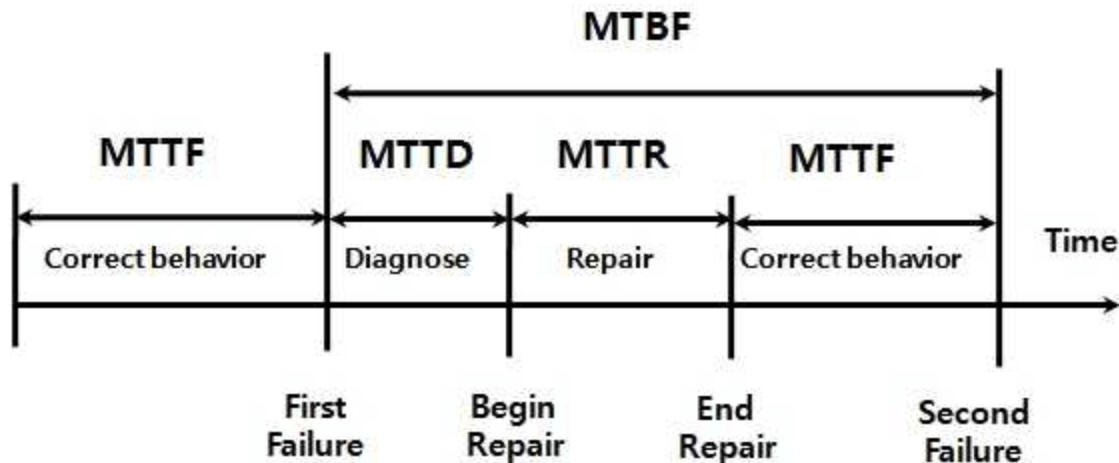 MTBF
MTTF
MTTD
MTTR
MTTF
Correct behavior
Diagnose
Repair
Correct behavior
Time
First
Failure
Begin
Repair
End
Repair
Second
Failure